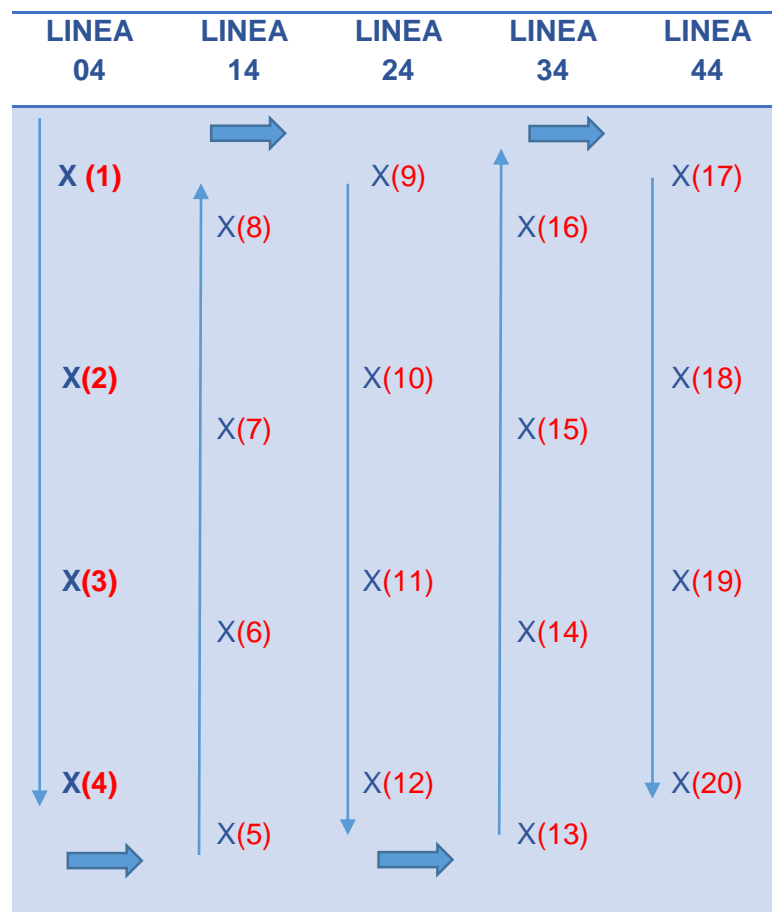 LINEA LINEA LINEA LINEA LINEA
04 14 24 34 44
X (1) X(9) X(17)
X(8) X(16)
X(2) X(10) X(18)
X(7) X(15)
X(3) X(11) X(19)
X(6) X(14)
X(4) X(12) X(20)
X(5) X(13)